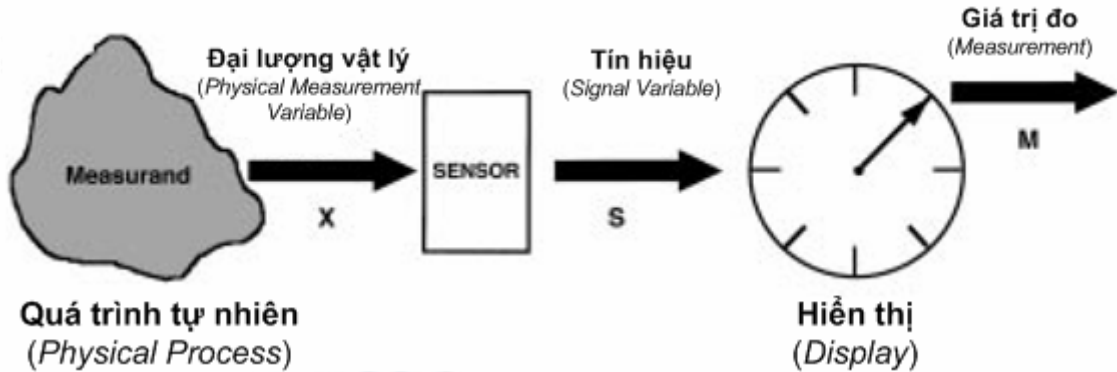 Giá trị đo
(Measurement)
Đại lượng vật lý
(Physical Measurement
Variable)
Tín hiệu
(Signal Variable)
Measurand
SENSOR
X
S
M
Quá trình tự nhiên
(Physical Process)
Hiển thị
(Display)